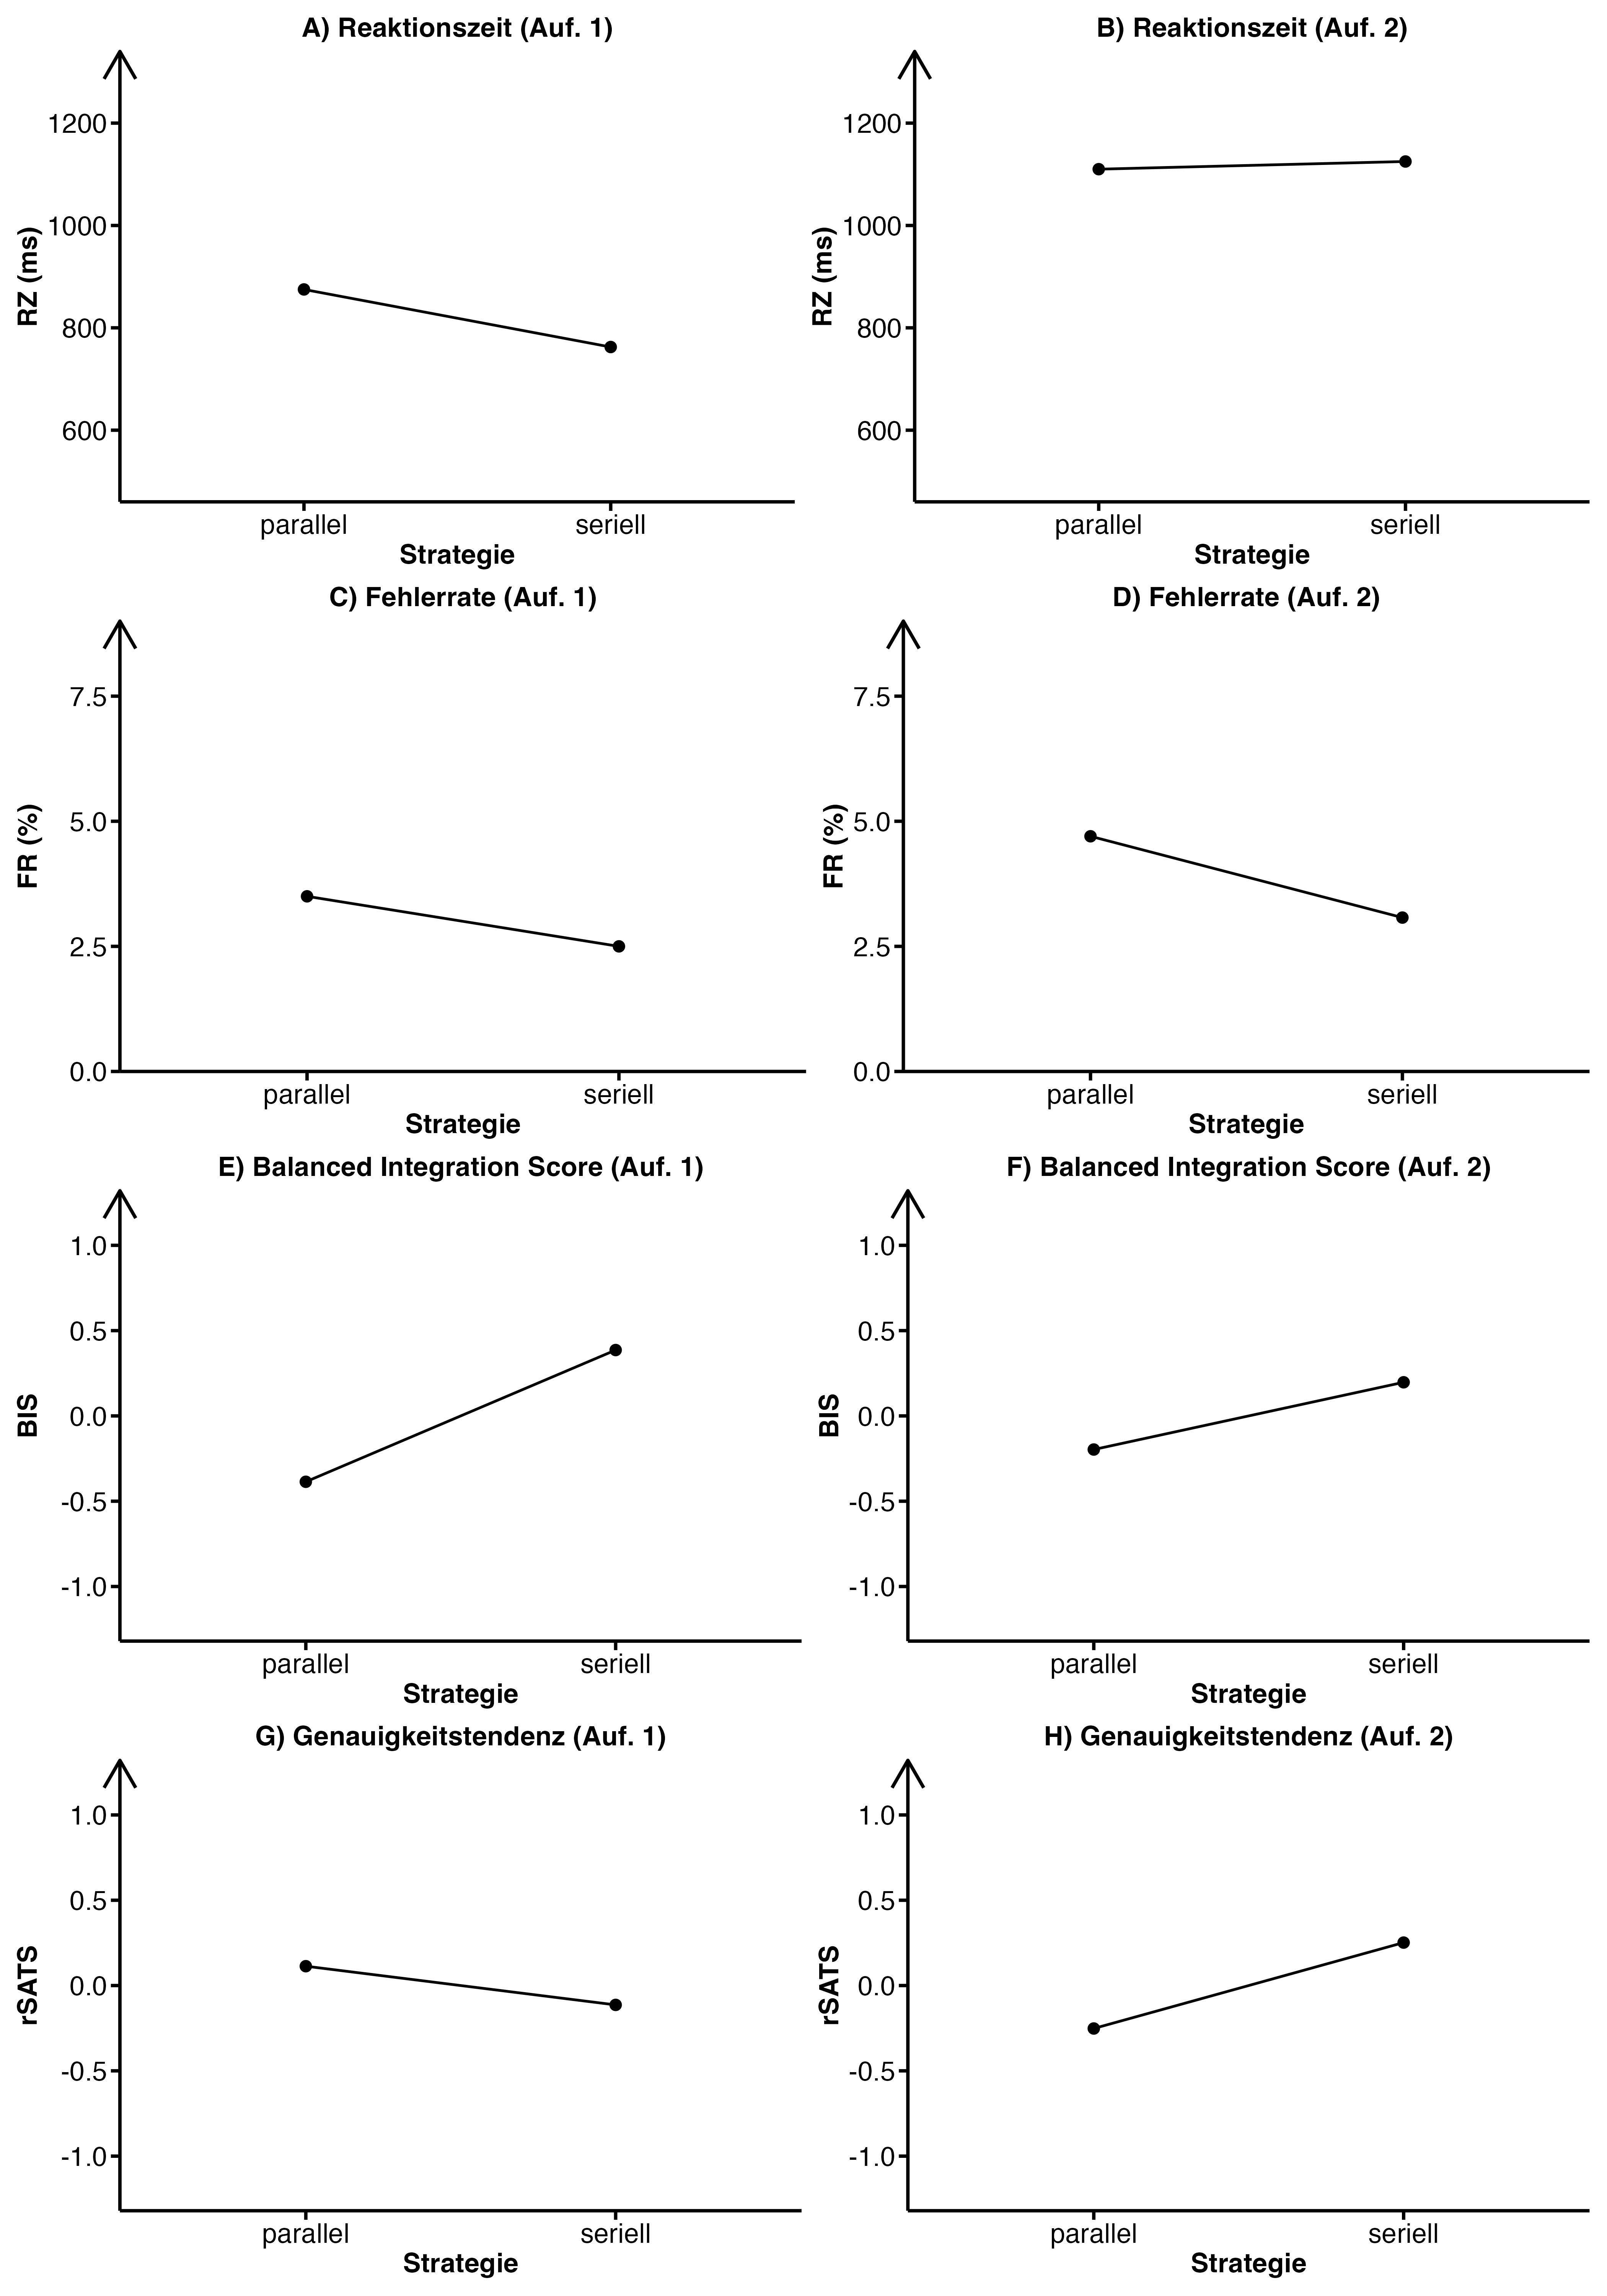 A) Reaktionszeit (Auf. 1)
RZ (ms)
1200
1000
800
600
parallel seriell
Strategie
B) Reaktionszeit (Auf. 2)
RZ (ms)
1200
1000
800
600
parallel seriell
Strategie
C) Fehlerrate (Auf. 1)
FR (%)
7.5
5.0
2.5
0.0
parallel seriell
Strategie
D) Fehlerrate (Auf. 2)
FR (%)
7.5
5.0
2.5
0.0
parallel seriell
Strategie
E) Balanced Integration Score (Auf. 1)
BIS
1.0
0.5
0.0
-0.5
-1.0
parallel seriell
Strategie
F) Balanced Integration Score (Auf. 2)
BIS
1.0
0.5
0.0
-0.5
-1.0
parallel seriell
Strategie
G) Genauigkeitstendenz (Auf. 1)
rSATS
1.0
0.5
0.0
-0.5
-1.0
parallel seriell
Strategie
H) Genauigkeitstendenz (Auf. 2)
rSATS
1.0
0.5
0.0
-0.5
-1.0
parallel seriell
Strategie